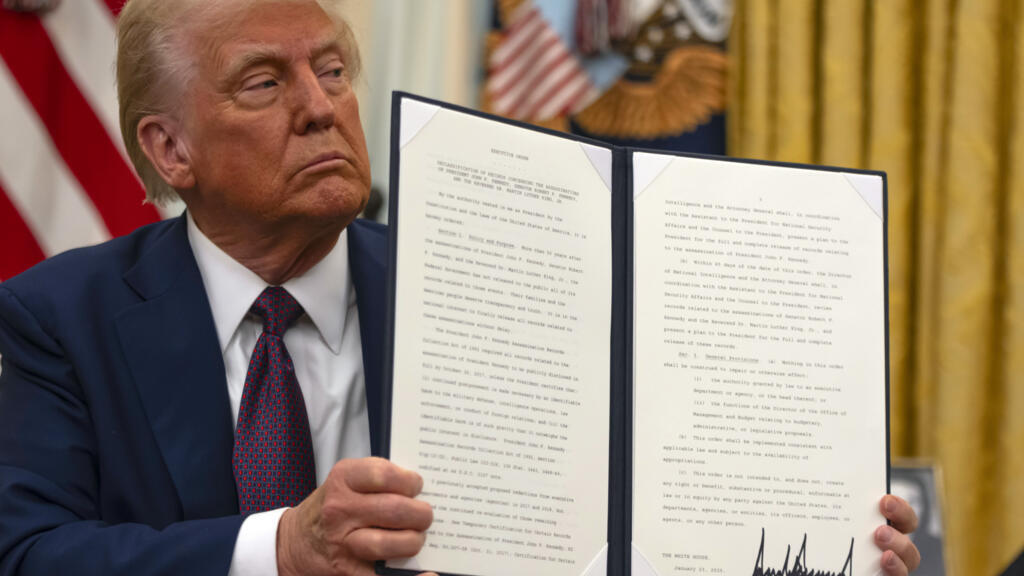 EXECUTIVE ORDER
DECLASSIFICATION OF RECORDS CONCERNING THE ASSASSINATIONS
OF PRESIDENT JOHN F. KENNEDY, SENATOR ROBERT F. KENNEDY,
AND THE REVEREND DR. MARTIN LUTHER KING, JR.
By the authority vested in me as President by the
Constitution and the laws of the United States of America, it is
hereby ordered:
Section 1. Policy and Purpose. More than 50 years after
the assassinations of President John F. Kennedy, Senator Robert
F. Kennedy, and the Reverend Dr. Martin Luther King, Jr., the
Federal Government has not released to the public all of its
records related to those events. Their families and the
American people deserve transparency and truth. It is in the
national interest to finally release all records related to
these assassinations without delay.
The President John F. Kennedy Assassination Records
Collection Act of 1992 required all records related to the
assassination of President Kennedy to be publicly disclosed in
full by October 26, 2017, unless the President certifies that:
(i) continued postponement is made necessary by an identifiable
harm to the military defense, intelligence operations, law
enforcement, or conduct of foreign relations; and (ii) the
identifiable harm is of such gravity that it outweighs the
public interest in disclosure. President John F. Kennedy
Assassination Records Collection Act of 1992, section
codified at 44 U.S.C. 2107 note.
I previously accepted proposed redactions from executive
departments and agencies (agencies) in 2017 and 2018, but
the continued re-evaluation of those remaining
See Temporary Certification for Certain Records
the Assassination of President John F. Kennedy, 82
(Oct. 31, 2017); Certification for Certain
3
Intelligence and the Attorney General shall, in coordination
with the Assistant to the President for National Security
Affairs and the Counsel to the President, present a plan to the
President for the full and complete release of records relating
to the assassination of President John F. Kennedy.
(b) Within 45 days of the date of this order, the Director
of National Intelligence and the Attorney General shall, in
coordination with the Assistant to the President for National
Security Affairs and the Counsel to the President, review
records related to the assassinations of Senator Robert F.
Kennedy and the Reverend Dr. Martin Luther King, Jr., and
present a plan to the President for the full and complete
release of these records.
Sec. 3. General Provisions. (a) Nothing in this order
shall be construed to impair or otherwise affect:
(i) the authority granted by law to an executive
department or agency, or the head thereof; or
(ii) the functions of the Director of the Office of
Management and Budget relating to budgetary,
administrative, or legislative proposals.
(b) This order shall be implemented consistent with
applicable law and subject to the availability of
appropriations.
(c) This order is not intended to, and does not, create
any right or benefit, substantive or procedural, enforceable at
law or in equity by any party against the United States, its
departments, agencies, or entities, its officers, employees, or
agents, or any other person.
THE WHITE HOUSE,
January 23, 2025.